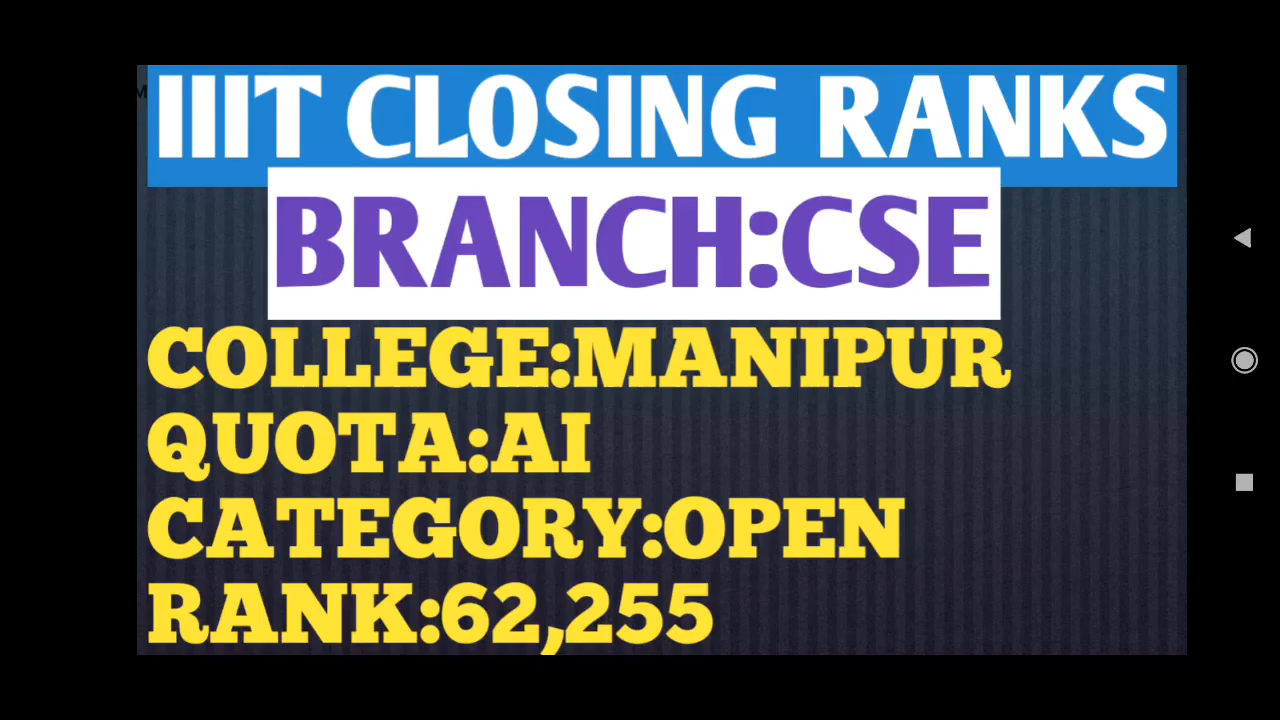 IIIT CLOSING RANKS
BRANCH:CSE
COLLEGE:MANIPUR
QUOTA:AI
CATEGORY:OPEN
RANK:62,255